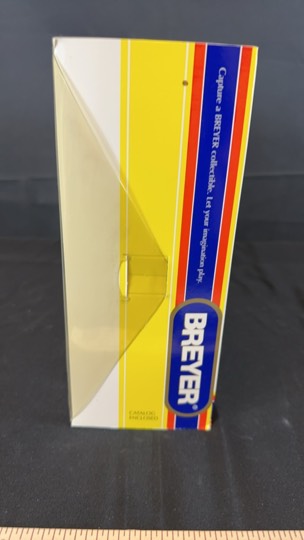 Capture a BREYER collectible. Let your imagination play.
BREYER®
CATALOG
ENCLOSED